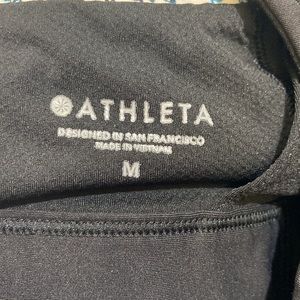 ATHLETA
DESIGNED IN SAN FRANCISCO
MADE IN VIETNAM
M